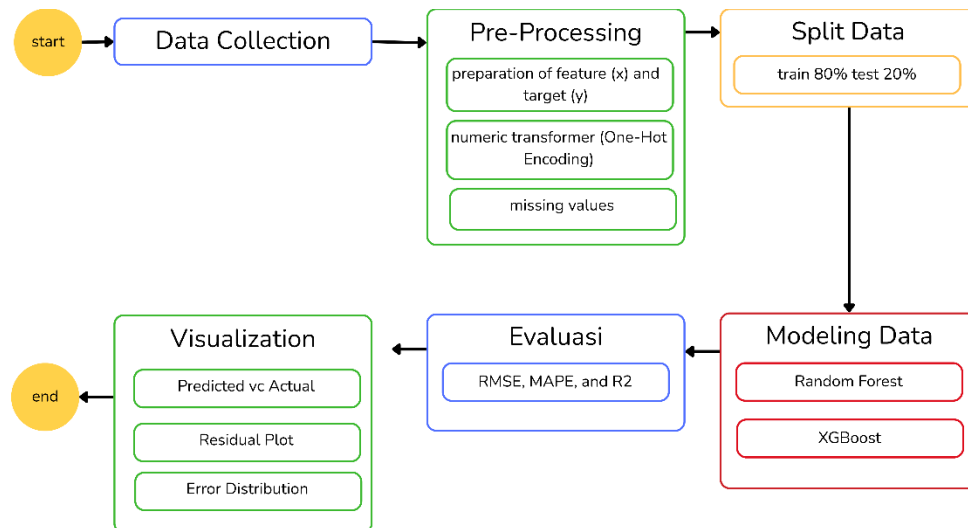 start
Data Collection
Pre-Processing
preparation of feature (x) and
target (y)
numeric transformer (One-Hot
Encoding)
missing values
Split Data
train 80% test 20%
Modeling Data
Random Forest
XGBoost
Evaluasi
RMSE, MAPE, and R2
Visualization
Predicted vc Actual
Residual Plot
Error Distribution
end